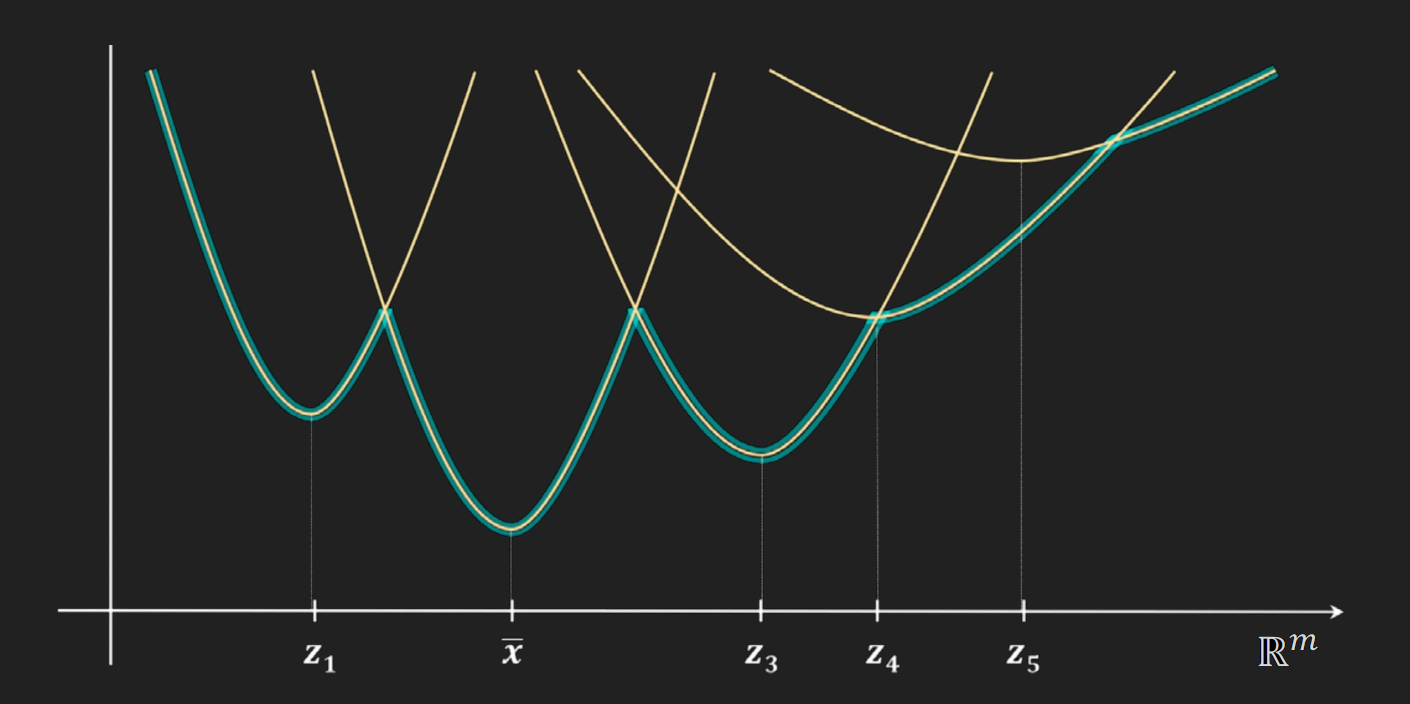 z₁ x̅ z₃ z₄ z₅ ℝᵐ